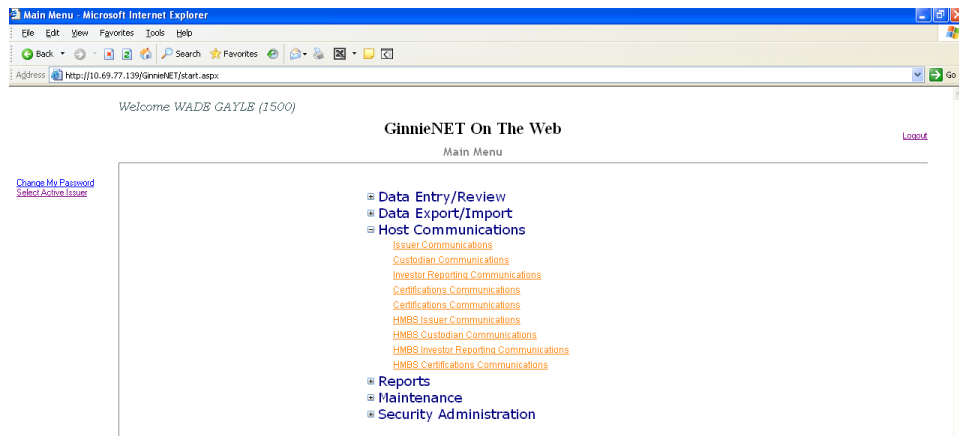 Main Menu - Microsoft Internet Explorer
File Edit View Favorites Tools Help
Back Search Favorites
Address http://10.69.77.139/GinnieNET/start.aspx Go
Welcome WADE GAYLE (1500)
GinnieNET On The Web
Logout
Main Menu
Change My Password
Select Active Issuer
Data Entry/Review
Data Export/Import
Host Communications
Issuer Communications
Custodian Communications
Investor Reporting Communications
Certifications Communications
Certifications Communications
HMBS Issuer Communications
HMBS Custodian Communications
HMBS Investor Reporting Communications
HMBS Certifications Communications
Reports
Maintenance
Security Administration